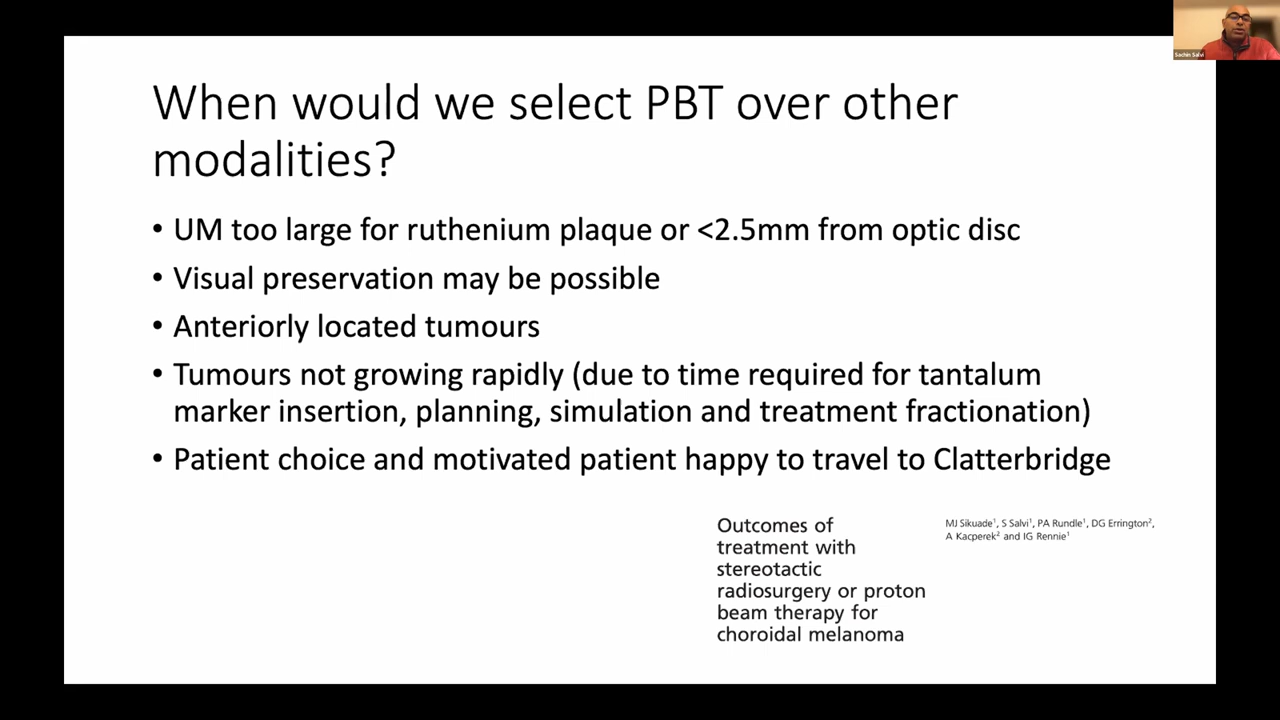 Sachin Salvi
When would we select PBT over other
modalities?
• UM too large for ruthenium plaque or <2.5mm from optic disc
• Visual preservation may be possible
• Anteriorly located tumours
• Tumours not growing rapidly (due to time required for tantalum
marker insertion, planning, simulation and treatment fractionation)
• Patient choice and motivated patient happy to travel to Clatterbridge
Outcomes of
treatment with
stereotactic
radiosurgery or proton
beam therapy for
choroidal melanoma
MJ Sikuade¹, S Salvi¹, PA Rundle¹, DG Errington²,
A Kacperek² and IG Rennie¹